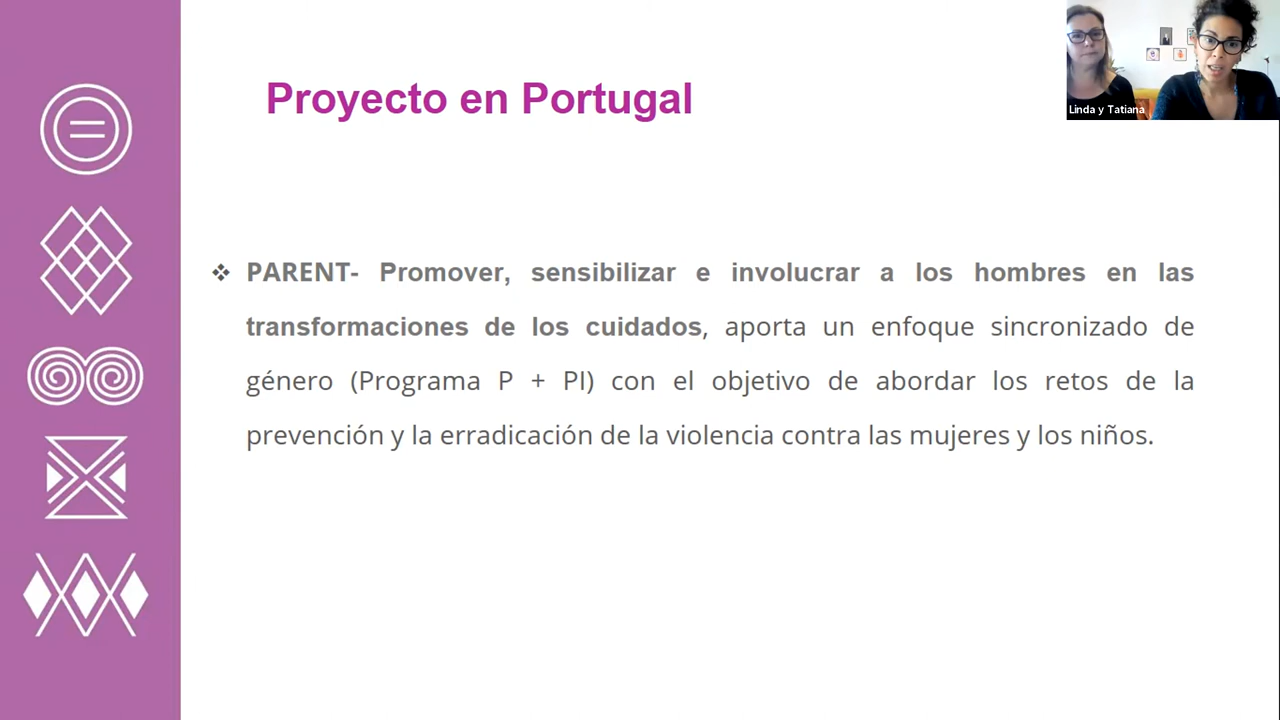 Proyecto en Portugal
Linda y Tatiana
❖ PARENT- Promover, sensibilizar e involucrar a los hombres en las
transformaciones de los cuidados, aporta un enfoque sincronizado de
género (Programa P + PI) con el objetivo de abordar los retos de la
prevención y la erradicación de la violencia contra las mujeres y los niños.